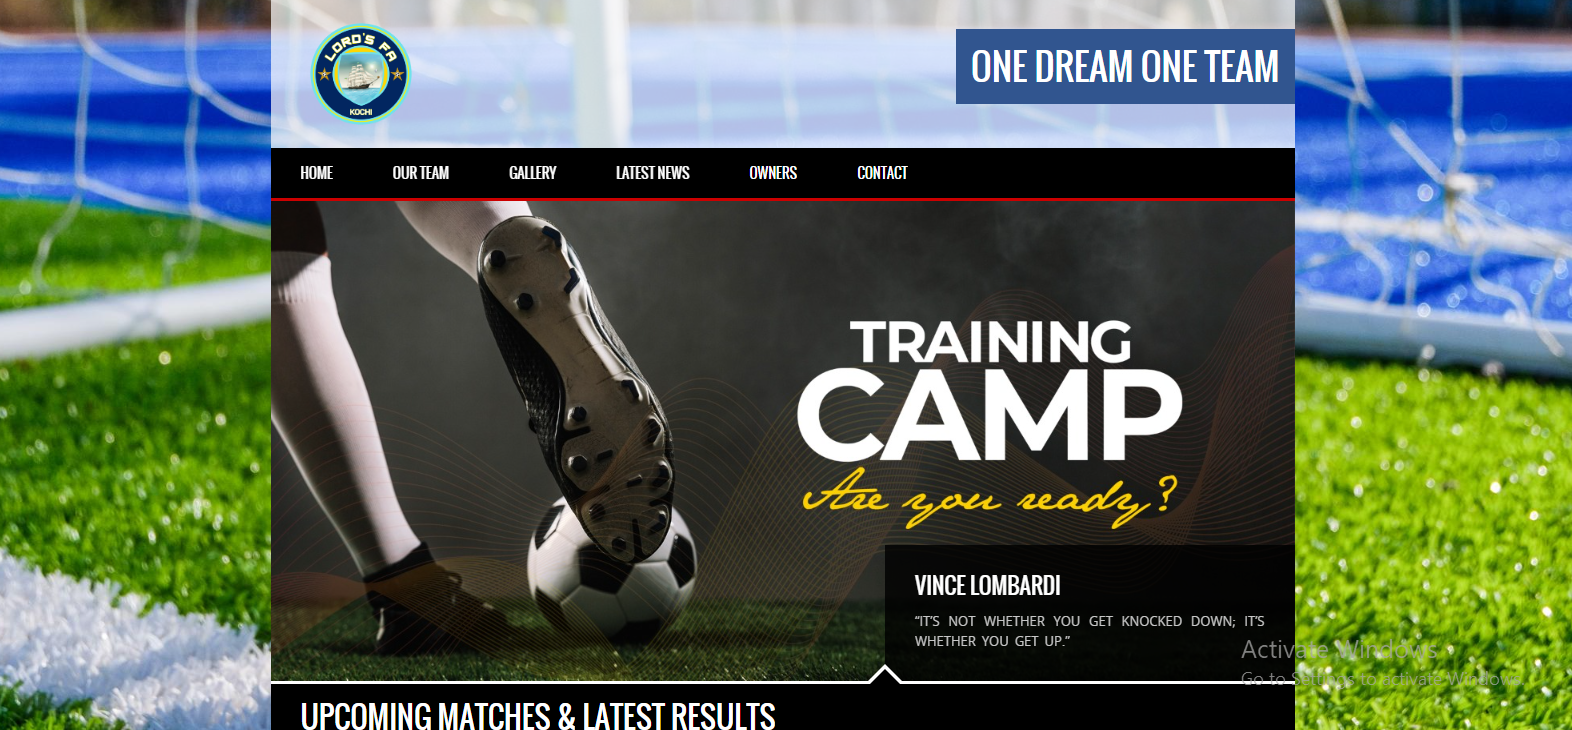 LORD'S FA
KOCHI
ONE DREAM ONE TEAM
HOME OUR TEAM GALLERY LATEST NEWS OWNERS CONTACT
TRAINING
CAMP
Are you ready?
VINCE LOMBARDI
“IT’S NOT WHETHER YOU GET KNOCKED DOWN; IT’S
WHETHER YOU GET UP.”
Activate Windows
Go to Settings to activate Windows.
UPCOMING MATCHES & LATEST RESULTS